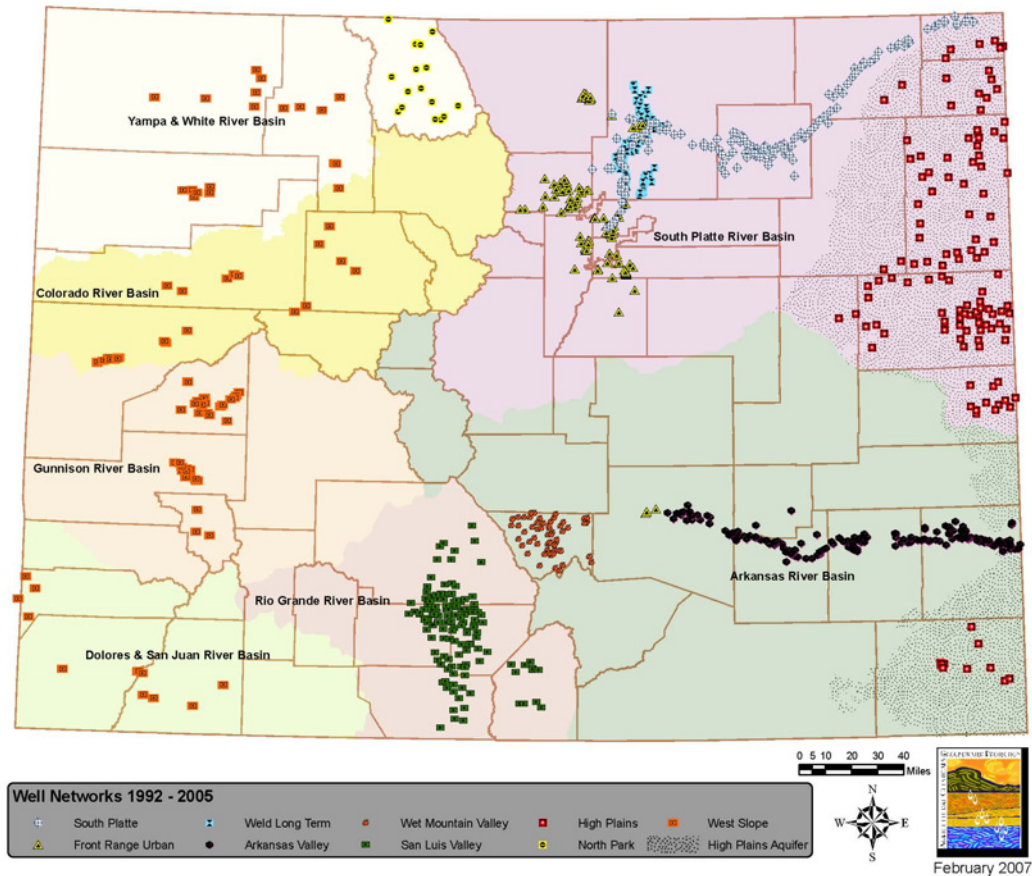 Yampa & White River Basin
South Platte River Basin
Colorado River Basin
Gunnison River Basin
Arkansas River Basin
Rio Grande River Basin
Dolores & San Juan River Basin
0 5 10 20 30 40
Miles
N
W E
S
Well Networks 1992 - 2005
South Platte Weld Long Term Wet Mountain Valley High Plains West Slope
Front Range Urban Arkansas Valley San Luis Valley North Park High Plains Aquifer
February 2007